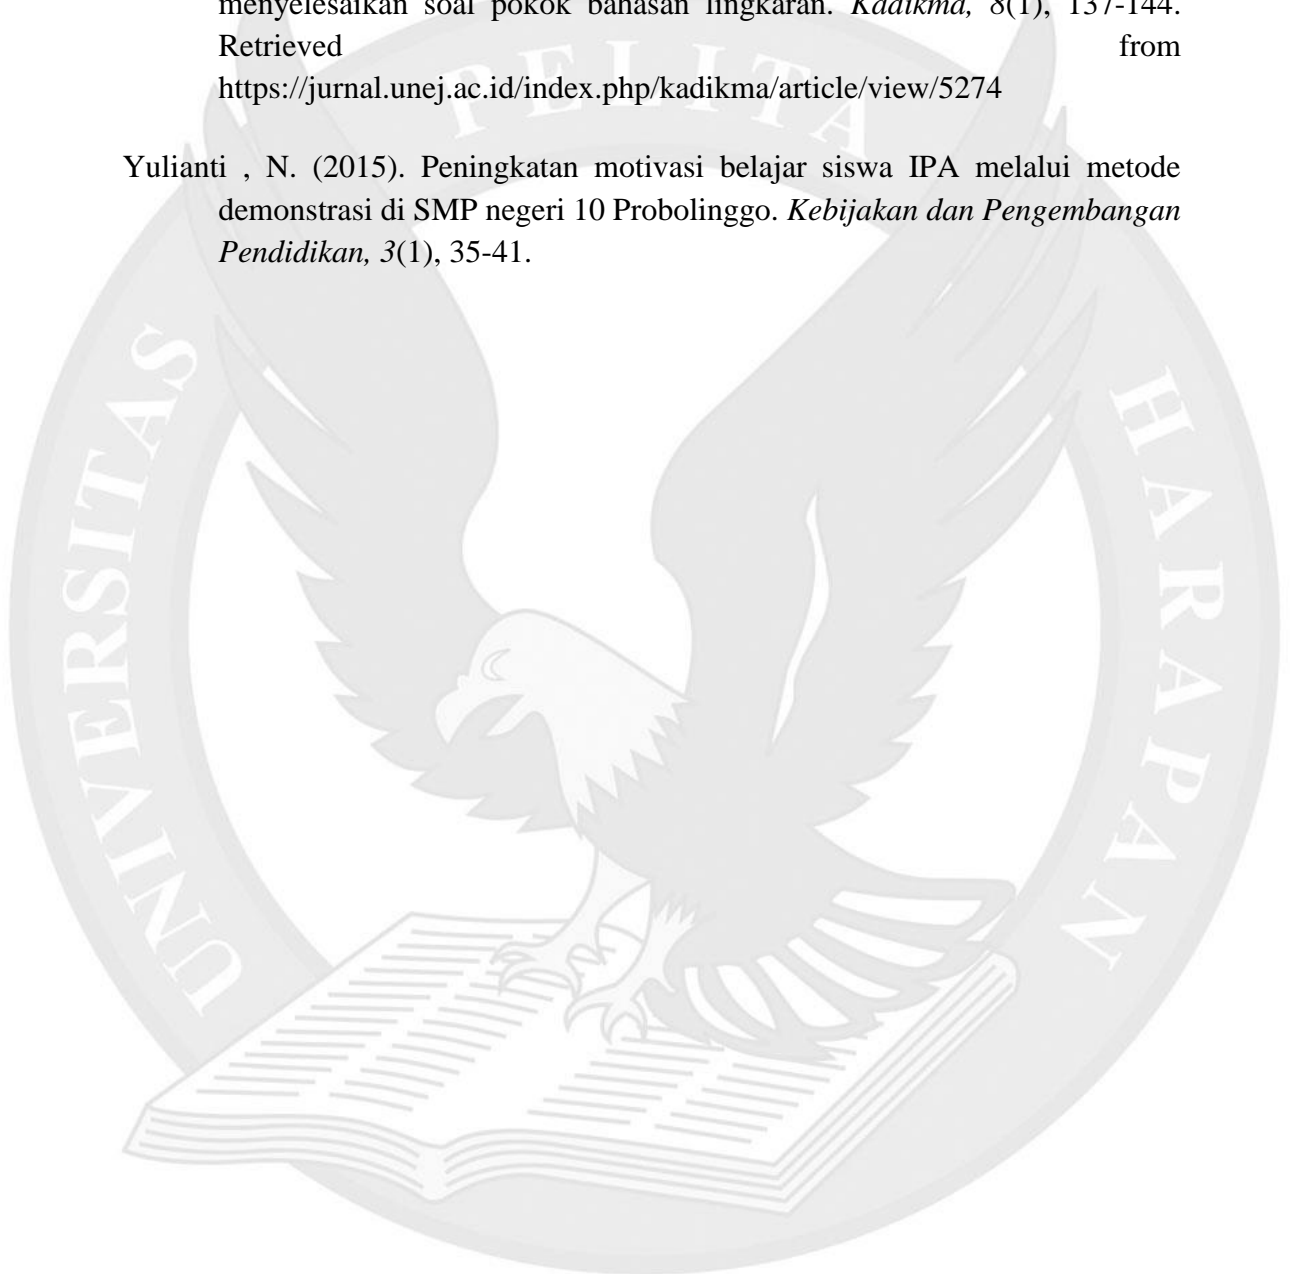 menyelesaikan soal pokok bahasan lingkaran. Kadikma, 8(1), 137-144.
Retrieved from
https://jurnal.unej.ac.id/index.php/kadikma/article/view/5274
Yulianti , N. (2015). Peningkatan motivasi belajar siswa IPA melalui metode
demonstrasi di SMP negeri 10 Probolinggo. Kebijakan dan Pengembangan
Pendidikan, 3(1), 35-41.
UNIVERSITAS PELITA HARAPAN